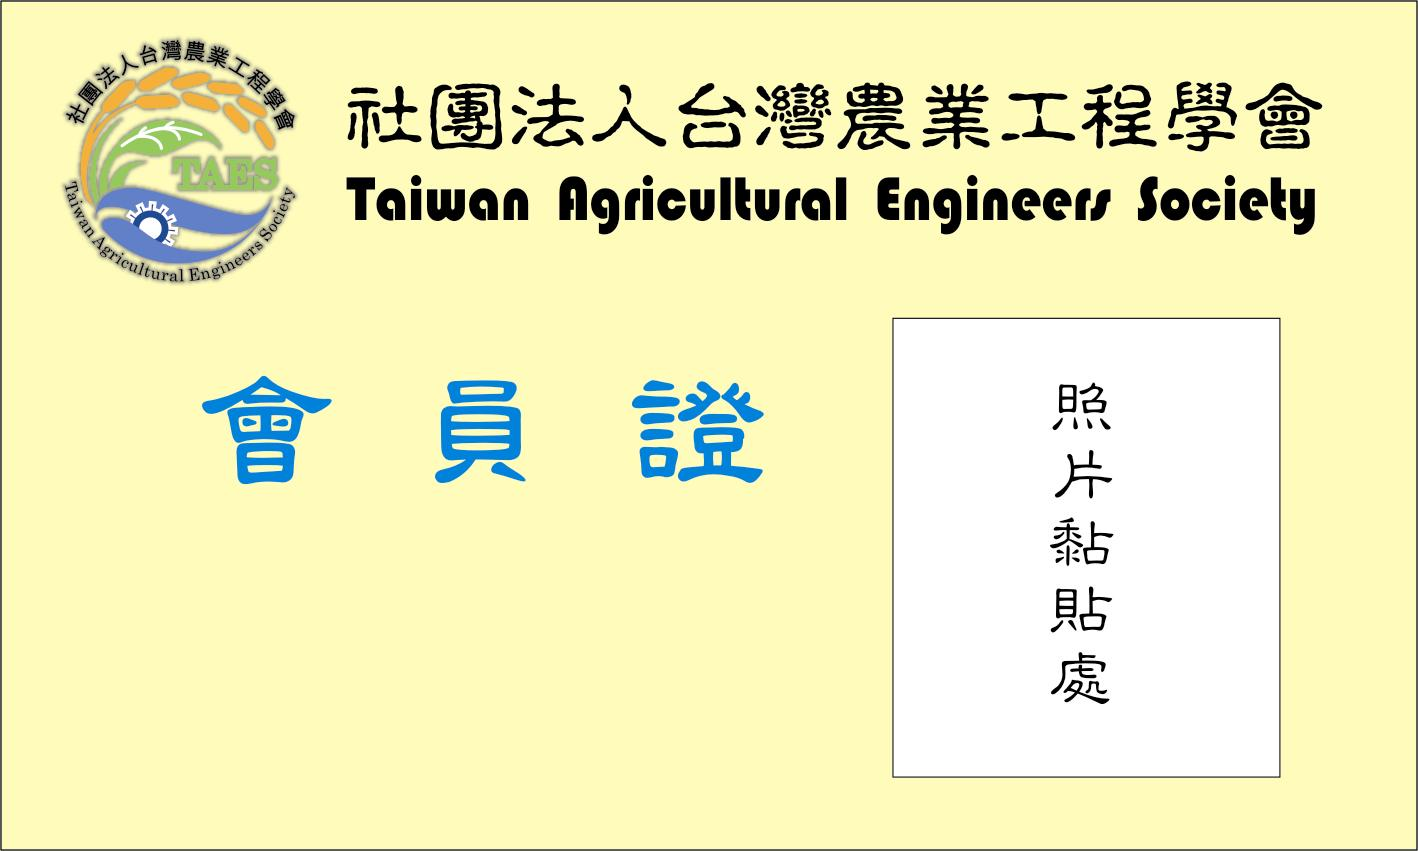 社團法人台灣農業工程學會
TAES
Taiwan Agricultural Engineers Society
社團法人台灣農業工程學會
Taiwan Agricultural Engineers Society
會員證
照片黏貼處